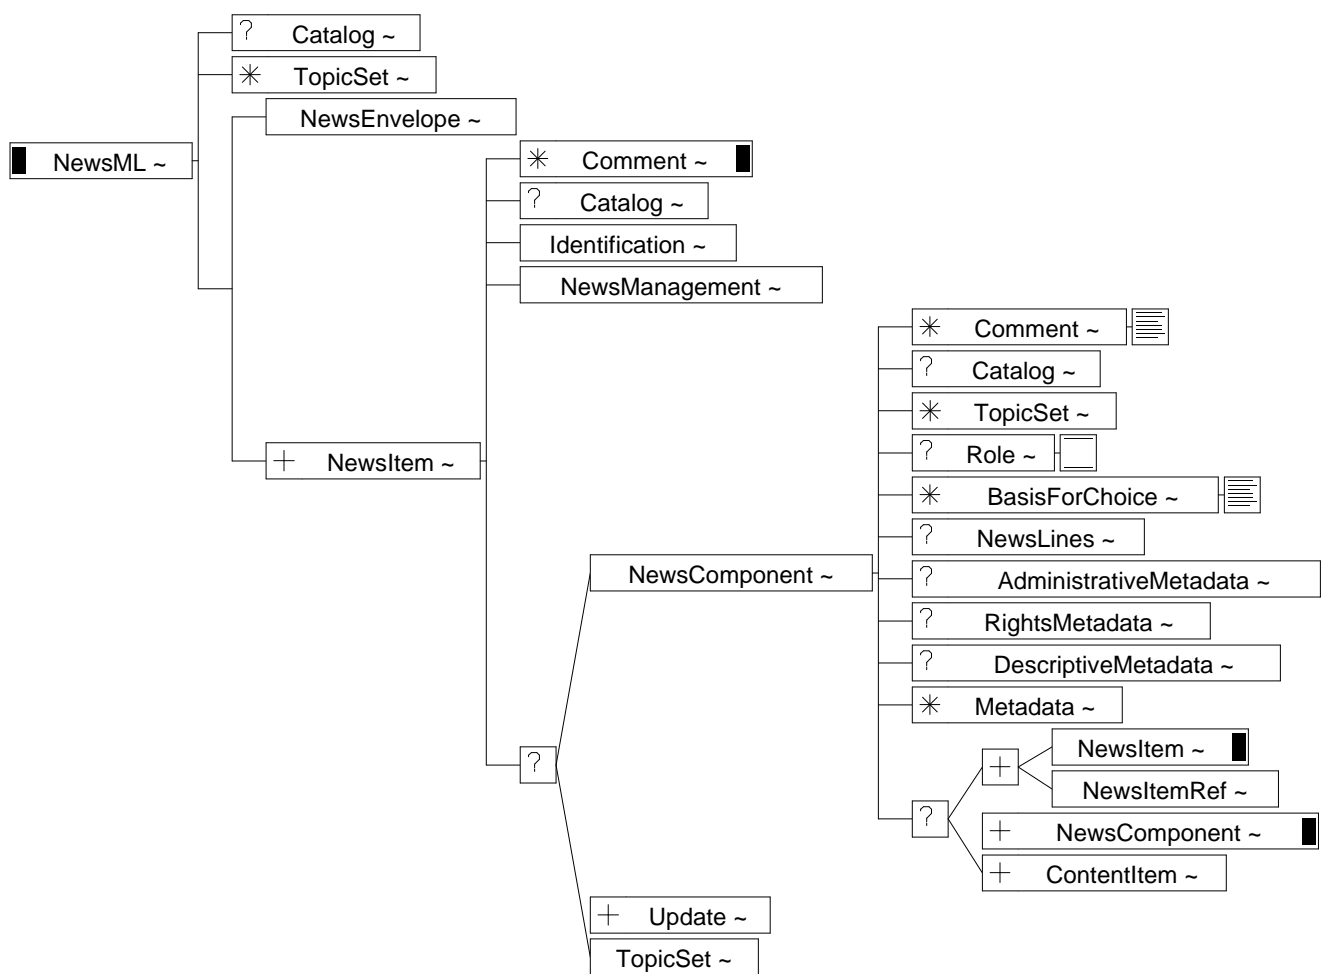 ? Catalog ~
* TopicSet ~
NewsEnvelope ~
NewsML ~
* Comment ~
? Catalog ~
Identification ~
NewsManagement ~
* Comment ~
? Catalog ~
* TopicSet ~
+ NewsItem ~
? Role ~
* BasisForChoice ~
? NewsLines ~
NewsComponent ~
? AdministrativeMetadata ~
? RightsMetadata ~
? DescriptiveMetadata ~
* Metadata ~
?
+
NewsItem ~
NewsItemRef ~
?
+ NewsComponent ~
+ ContentItem ~
+ Update ~
TopicSet ~